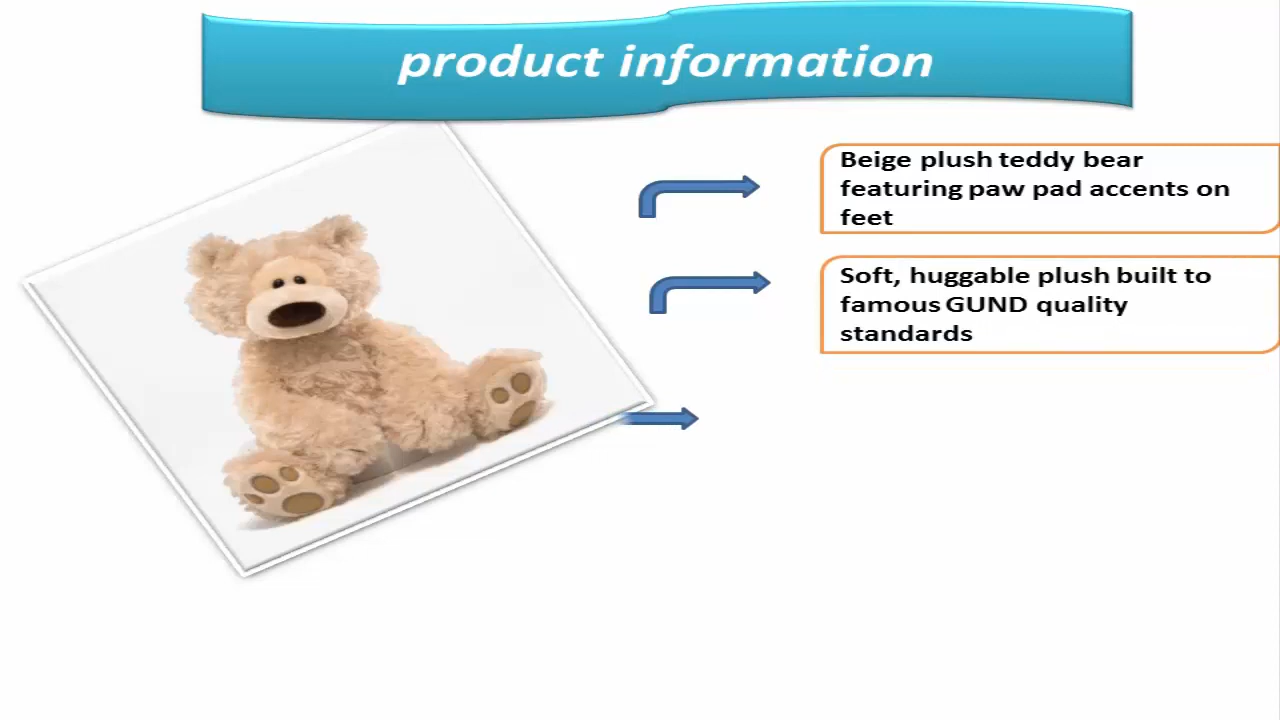 product information
Beige plush teddy bear
featuring paw pad accents on
feet
Soft, huggable plush built to
famous GUND quality
standards